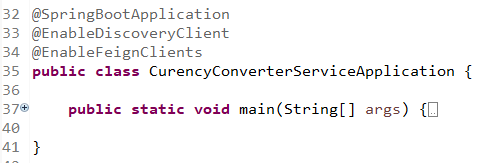 32 @SpringBootApplication
33 @EnableDiscoveryClient
34 @EnableFeignClients
35 public class CurencyConverterServiceApplication {
36
37 public static void main(String[] args) {
40
41 }